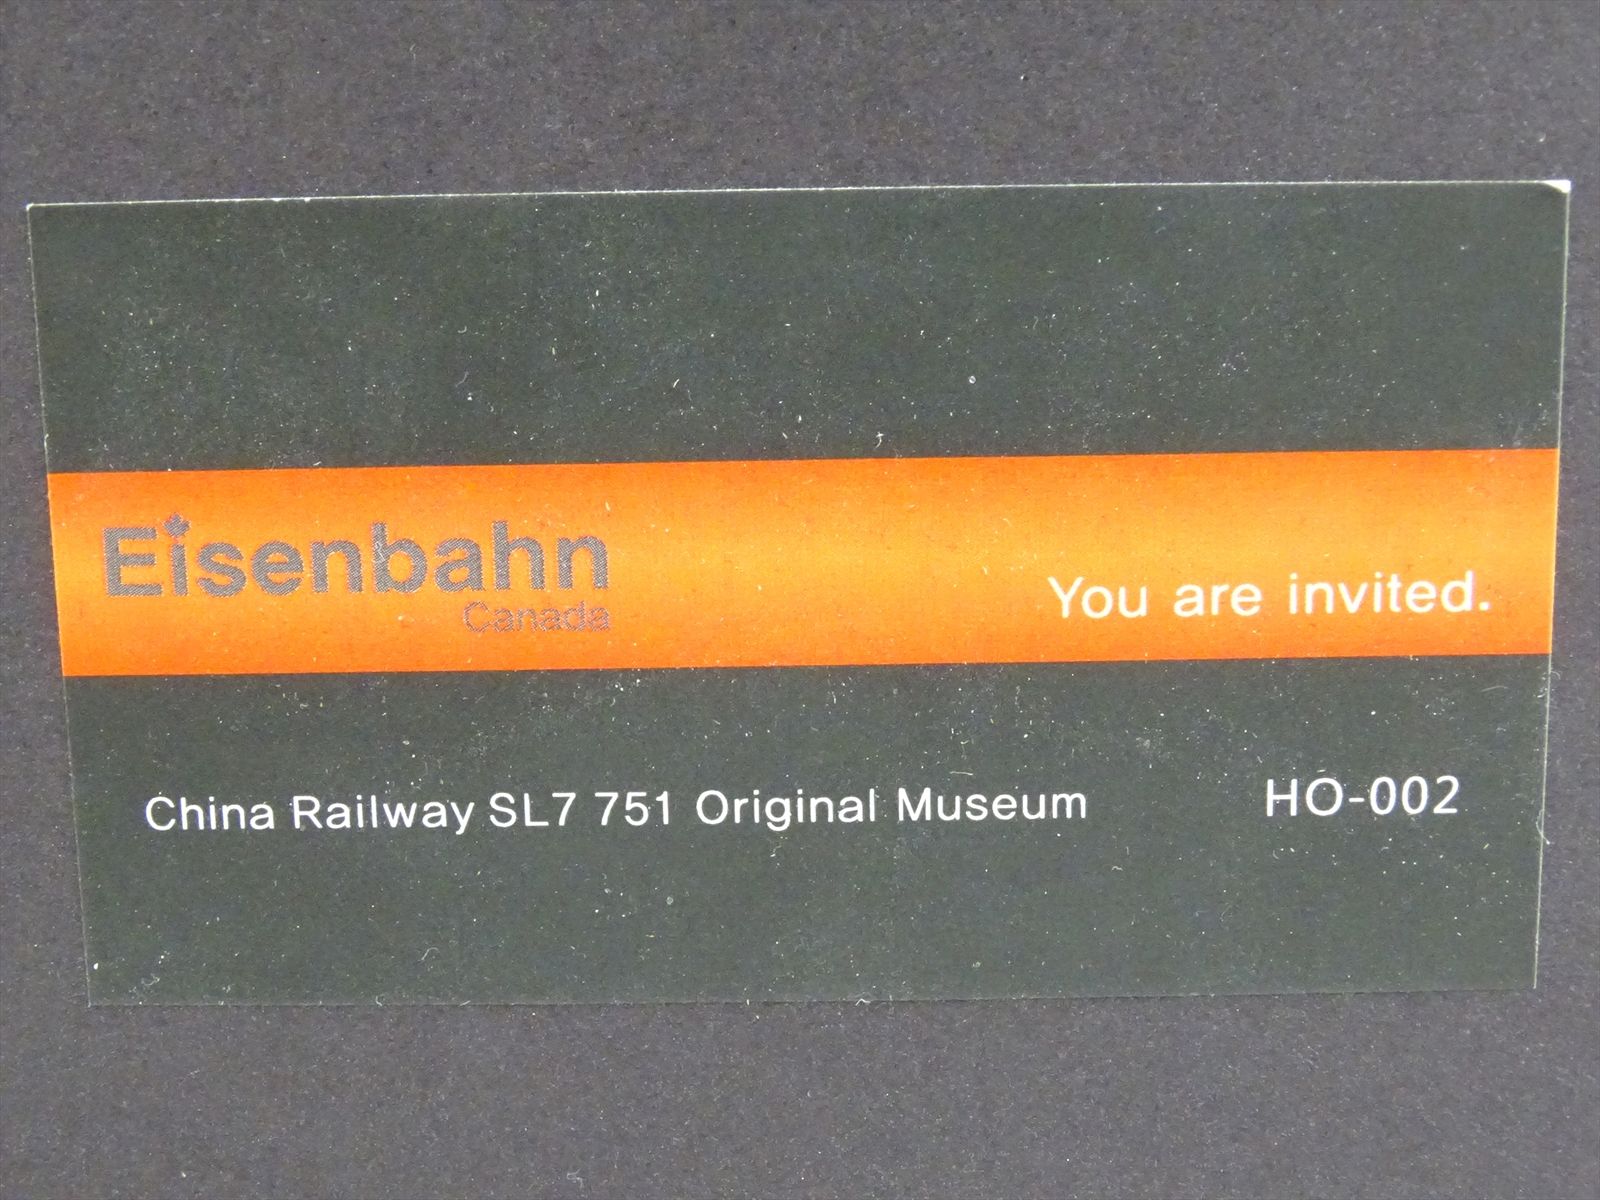 Eisenbahn
Canada
You are invited.
China Railway SL7 751 Original Museum HO-002